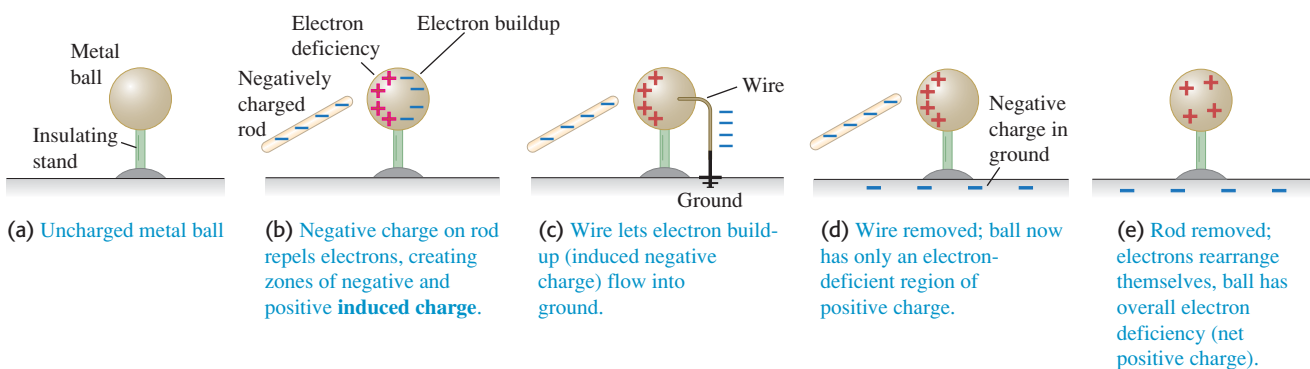 Metal
ball
Insulating
stand
(a) Uncharged metal ball
Electron
deficiency
Electron buildup
Negatively
charged
rod
(b) Negative charge on rod
repels electrons, creating
zones of negative and
positive induced charge.
Wire
Ground
(c) Wire lets electron build-
up (induced negative
charge) flow into
ground.
Negative
charge in
ground
(d) Wire removed; ball now
has only an electron-
deficient region of
positive charge.
(e) Rod removed;
electrons rearrange
themselves, ball has
overall electron
deficiency (net
positive charge).